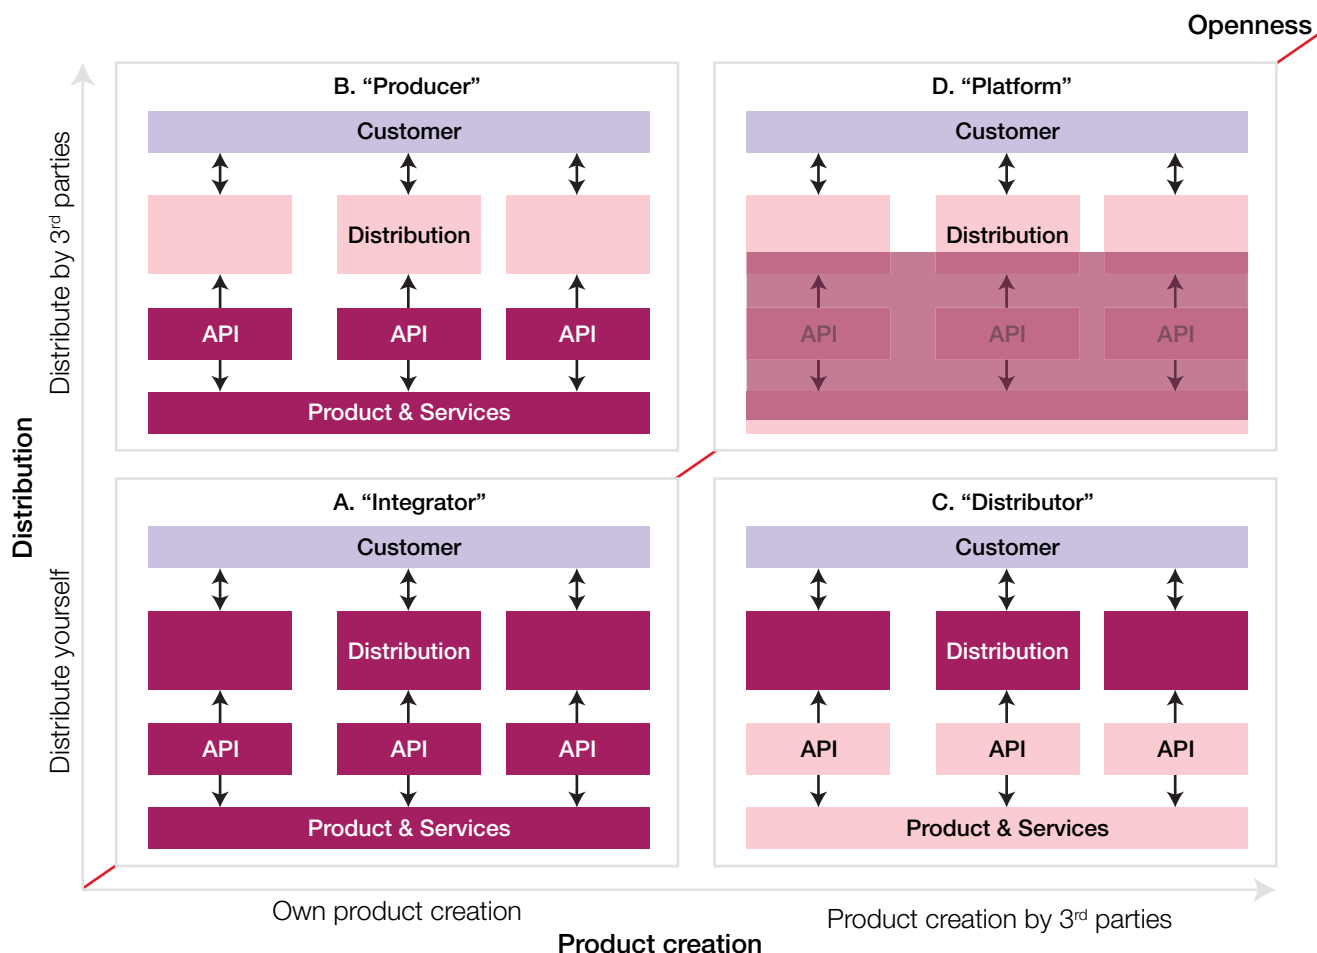 Openness
B. “Producer”
Customer
Distribution
API API API
Product & Services
D. “Platform”
Customer
Distribution
API API API
A. “Integrator”
Customer
Distribution
API API API
Product & Services
C. “Distributor”
Customer
Distribution
API API API
Product & Services
Distribution
Distribute by 3rd parties
Distribute yourself
Own product creation
Product creation by 3rd parties
Product creation